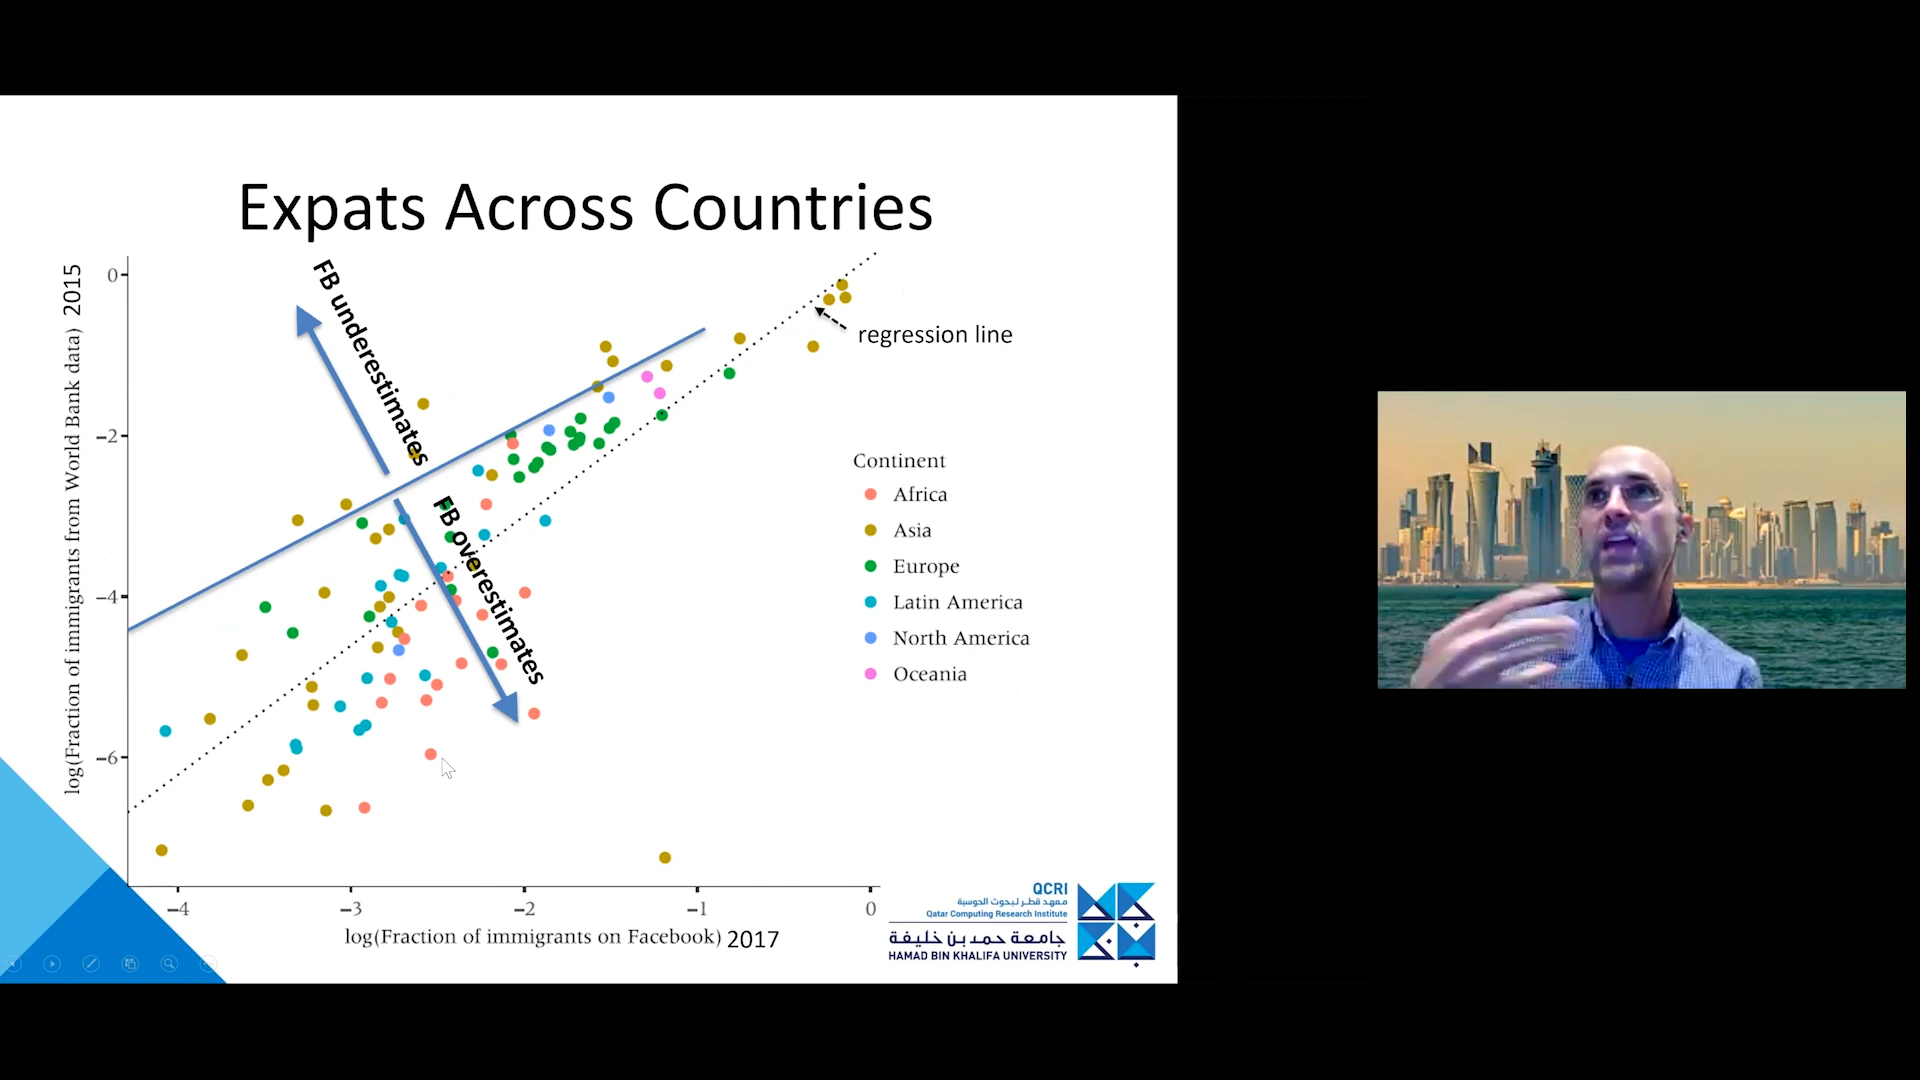 Expats Across Countries
log(Fraction of immigrants from World Bank data) 2015
0
−2
−4
−6
FB underestimates
FB overestimates
regression line
Continent
Africa
Asia
Europe
Latin America
North America
Oceania
−4
−3
−2
−1
0
log(Fraction of immigrants on Facebook) 2017
QCRI
معهد قطر لبحوث الحوسبة
Qatar Computing Research Institute
جامعة حمد بن خليفة
HAMAD BIN KHALIFA UNIVERSITY